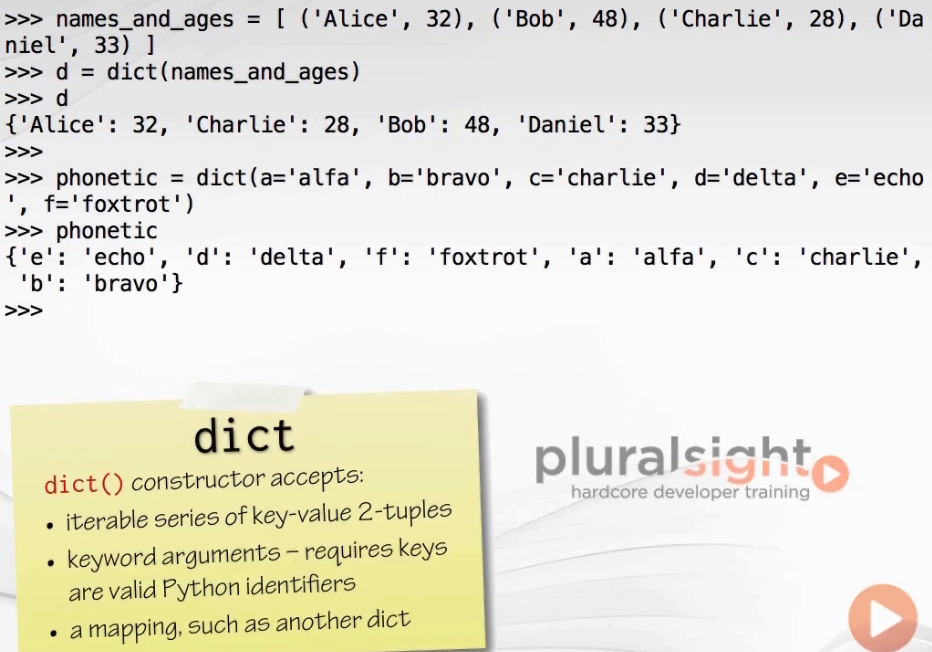 >>> names_and_ages = [ ('Alice', 32), ('Bob', 48), ('Charlie', 28), ('Da
niel', 33) ]
>>> d = dict(names_and_ages)
>>> d
{'Alice': 32, 'Charlie': 28, 'Bob': 48, 'Daniel': 33}
>>>
>>> phonetic = dict(a='alfa', b='bravo', c='charlie', d='delta', e='echo
', f='foxtrot')
>>> phonetic
{'e': 'echo', 'd': 'delta', 'f': 'foxtrot', 'a': 'alfa', 'c': 'charlie',
 'b': 'bravo'}
>>>
dict
dict() constructor accepts:
• iterable series of key-value 2-tuples
• keyword arguments – requires keys
are valid Python identifiers
• a mapping, such as another dict
pluralsight
hardcore developer training